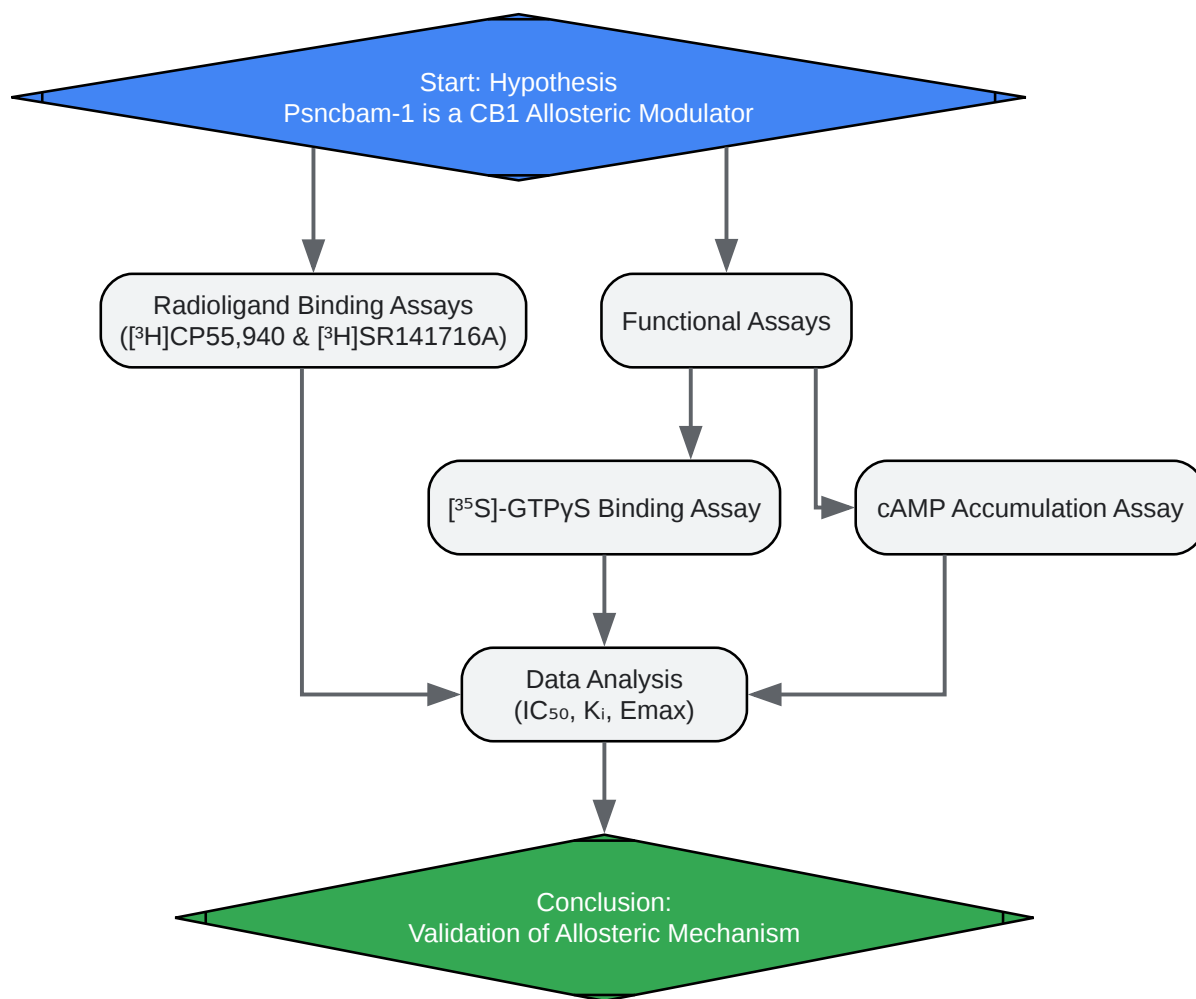 Start: Hypothesis
Psncbam-1 is a CB1 Allosteric Modulator
Radioligand Binding Assays
([³H]CP55,940 & [³H]SR141716A)
Functional Assays
[³⁵S]-GTPγS Binding Assay
cAMP Accumulation Assay
Data Analysis
(IC₅₀, Kᵢ, Emax)
Conclusion:
Validation of Allosteric Mechanism